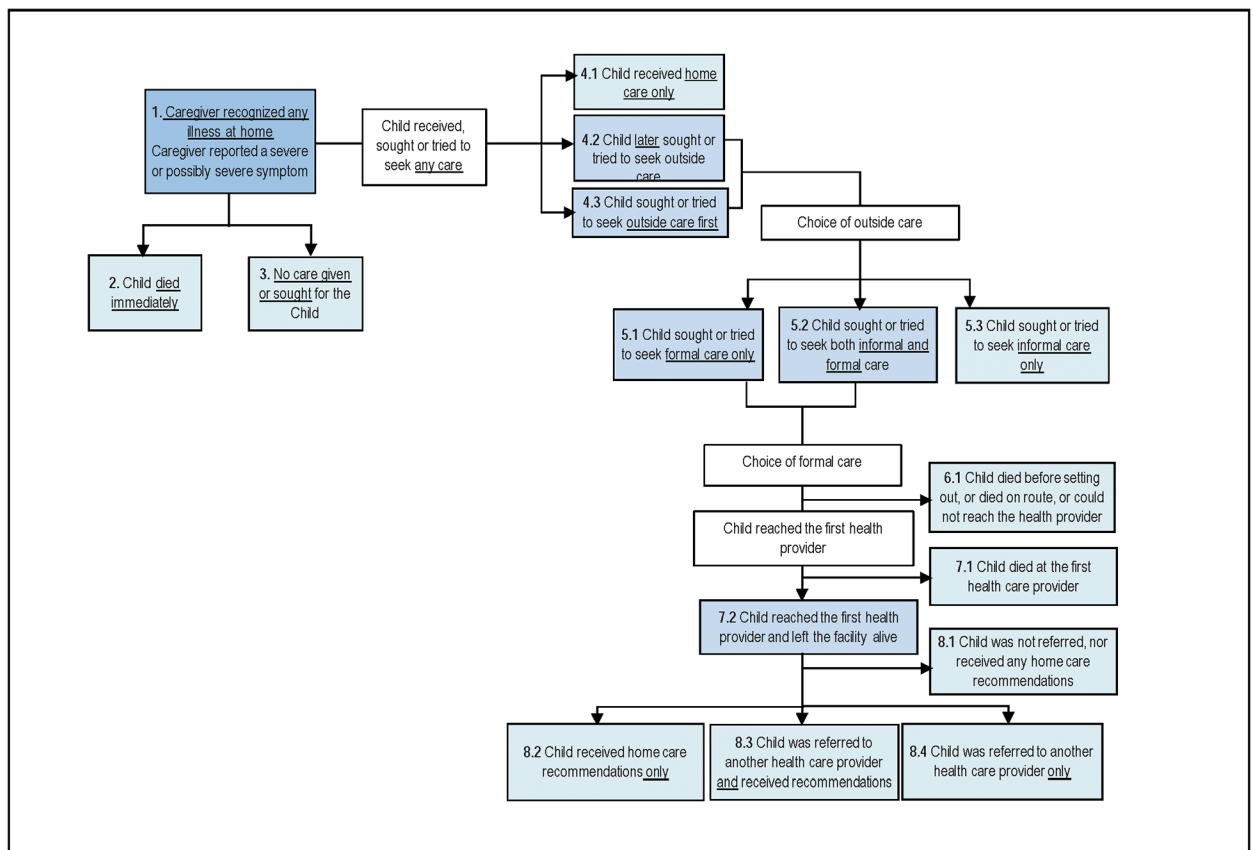 4.1 Child received home
care only
1. Caregiver recognized any
illness at home
Caregiver reported a severe
or possibly severe symptom
Child received,
sought or tried to
seek any care
4.2 Child later sought or
tried to seek outside
care
4.3 Child sought or tried
to seek outside care first
Choice of outside care
2. Child died
immediately
3. No care given
or sought for the
Child
5.1 Child sought or tried
to seek formal care only
5.2 Child sought or tried
to seek both informal and
formal care
5.3 Child sought or tried
to seek informal care
only
Choice of formal care
6.1 Child died before setting
out, or died on route, or could
not reach the health provider
Child reached the first health
provider
7.1 Child died at the first
health care provider
7.2 Child reached the first health
provider and left the facility alive
8.1 Child was not referred, nor
received any home care
recommendations
8.2 Child received home care
recommendations only
8.3 Child was referred to
another health care provider
and received recommendations
8.4 Child was referred to another
health care provider only